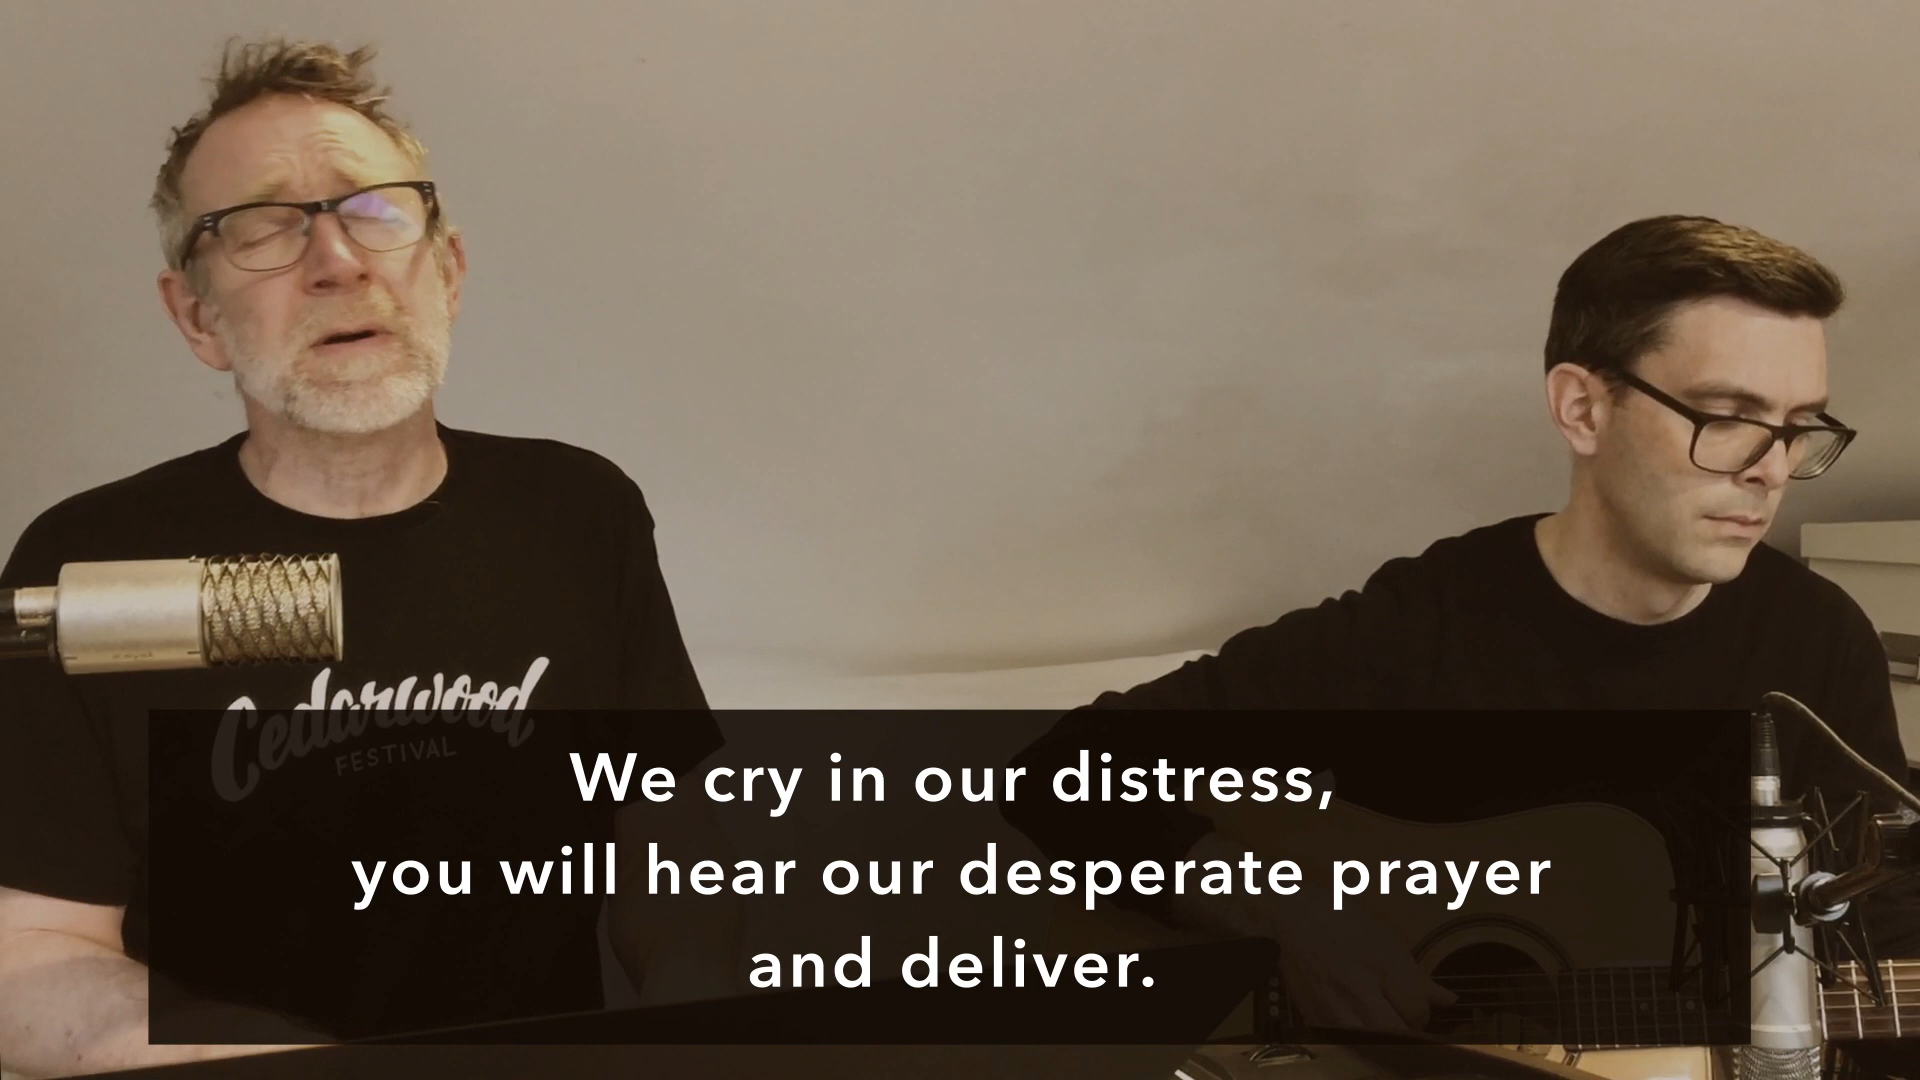 Cedarwood
FESTIVAL
We cry in our distress,
you will hear our desperate prayer
and deliver.